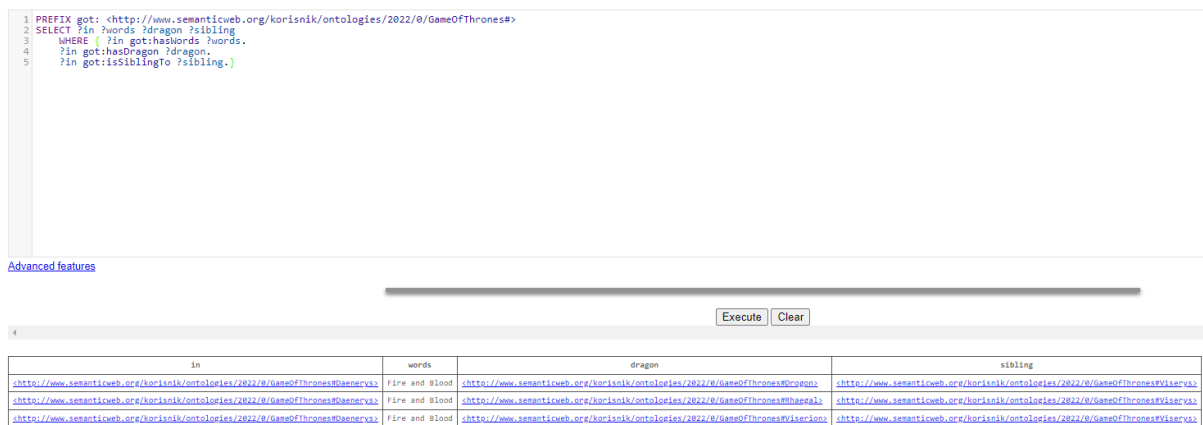 1 PREFIX got: <http://www.semanticweb.org/korisnik/ontologies/2022/0/GameOfThrones#>
2 SELECT ?in ?words ?dragon ?sibling
3 WHERE { ?in got:hasWords ?words.
4 ?in got:hasDragon ?dragon.
5 ?in got:isSiblingTo ?sibling.}
Advanced features
Execute Clear
in words dragon sibling
<http://www.semanticweb.org/korisnik/ontologies/2022/0/GameOfThrones#Daenerys> Fire and Blood <http://www.semanticweb.org/korisnik/ontologies/2022/0/GameOfThrones#Drogon> <http://www.semanticweb.org/korisnik/ontologies/2022/0/GameOfThrones#Viserys>
<http://www.semanticweb.org/korisnik/ontologies/2022/0/GameOfThrones#Daenerys> Fire and Blood <http://www.semanticweb.org/korisnik/ontologies/2022/0/GameOfThrones#Rhaegal> <http://www.semanticweb.org/korisnik/ontologies/2022/0/GameOfThrones#Viserys>
<http://www.semanticweb.org/korisnik/ontologies/2022/0/GameOfThrones#Daenerys> Fire and Blood <http://www.semanticweb.org/korisnik/ontologies/2022/0/GameOfThrones#Viserion> <http://www.semanticweb.org/korisnik/ontologies/2022/0/GameOfThrones#Viserys>